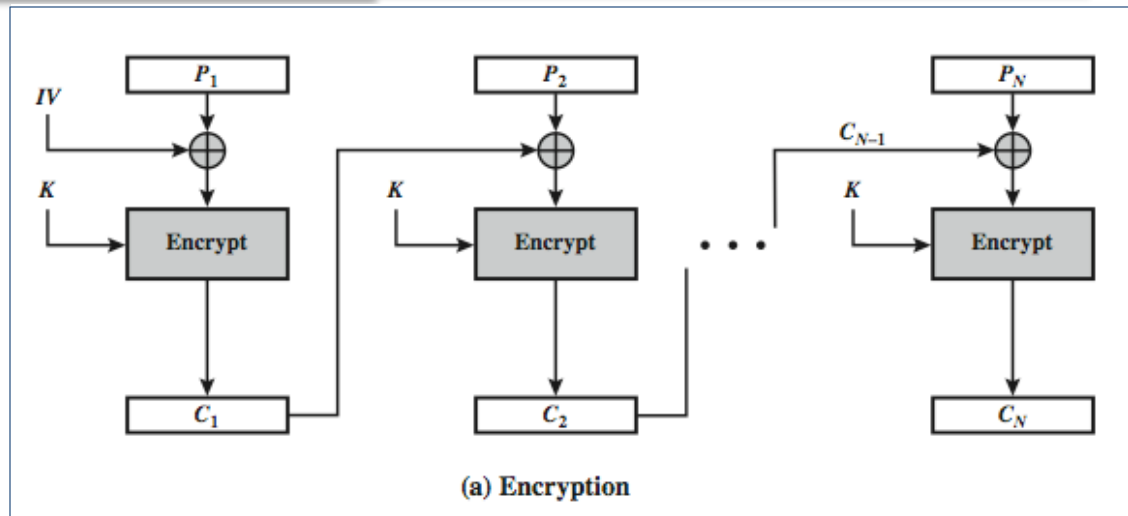 P1 P2 PN
IV
CN–1
K K K
Encrypt Encrypt • • • Encrypt
C1 C2 CN
(a) Encryption